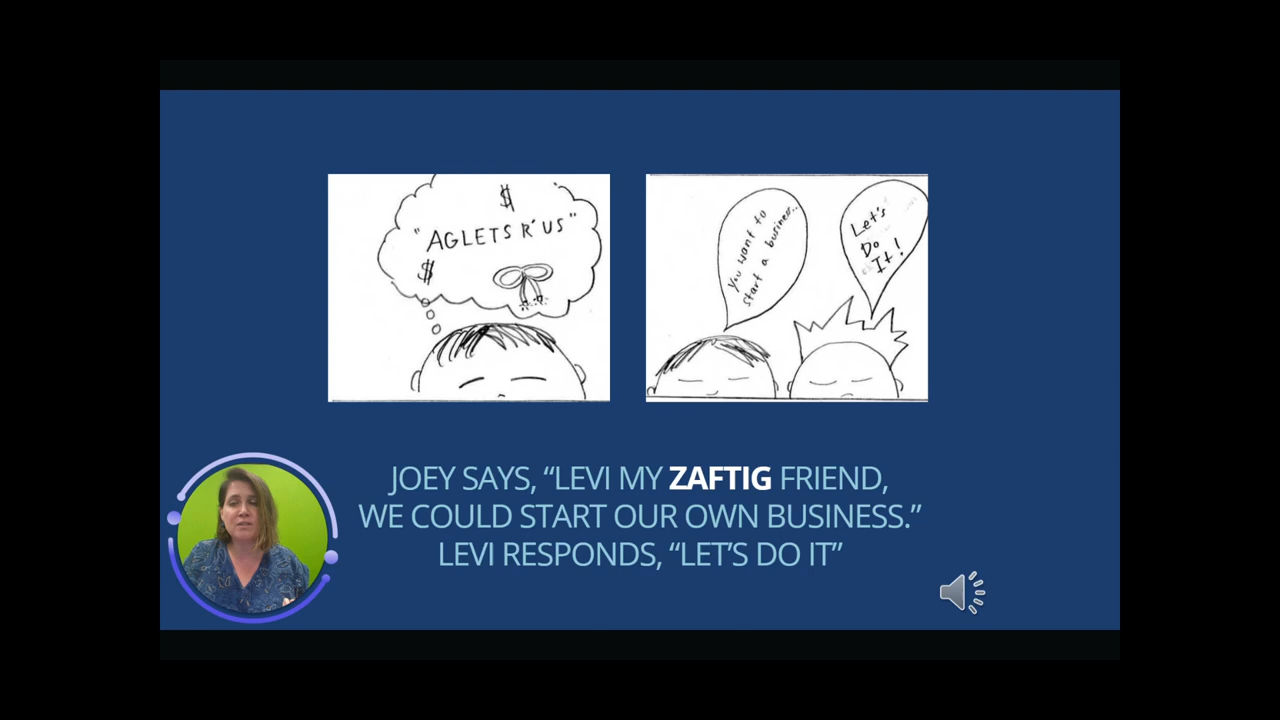 $
"AGLETS R' US"
$
You want to
start a business..
Let's
Do
It!
JOEY SAYS, “LEVI MY ZAFTIG FRIEND,
WE COULD START OUR OWN BUSINESS.”
LEVI RESPONDS, “LET’S DO IT”